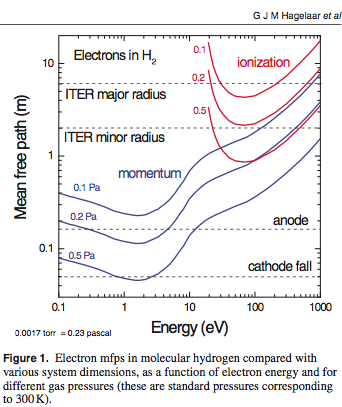 G J M Hagelaar et al
Electrons in H₂
0.1
ionization
10
0.2
ITER major radius
0.5
ITER minor radius
1
momentum
0.1 Pa
0.2 Pa
anode
0.1
0.5 Pa
cathode fall
Mean free path (m)
0.1
1
10
100
1000
Energy (eV)
0.0017 torr = 0.23 pascal
Figure 1. Electron mfps in molecular hydrogen compared with
various system dimensions, as a function of electron energy and for
different gas pressures (these are standard pressures corresponding
to 300 K).